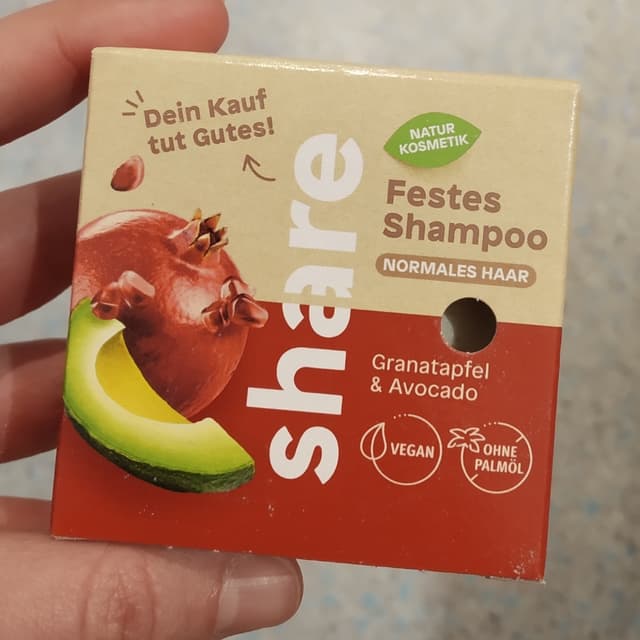 Dein Kauf
tut Gutes!
share
NATUR
KOSMETIK
Festes
Shampoo
NORMALES HAAR
Granatapfel
& Avocado
VEGAN
OHNE
PALMÖL